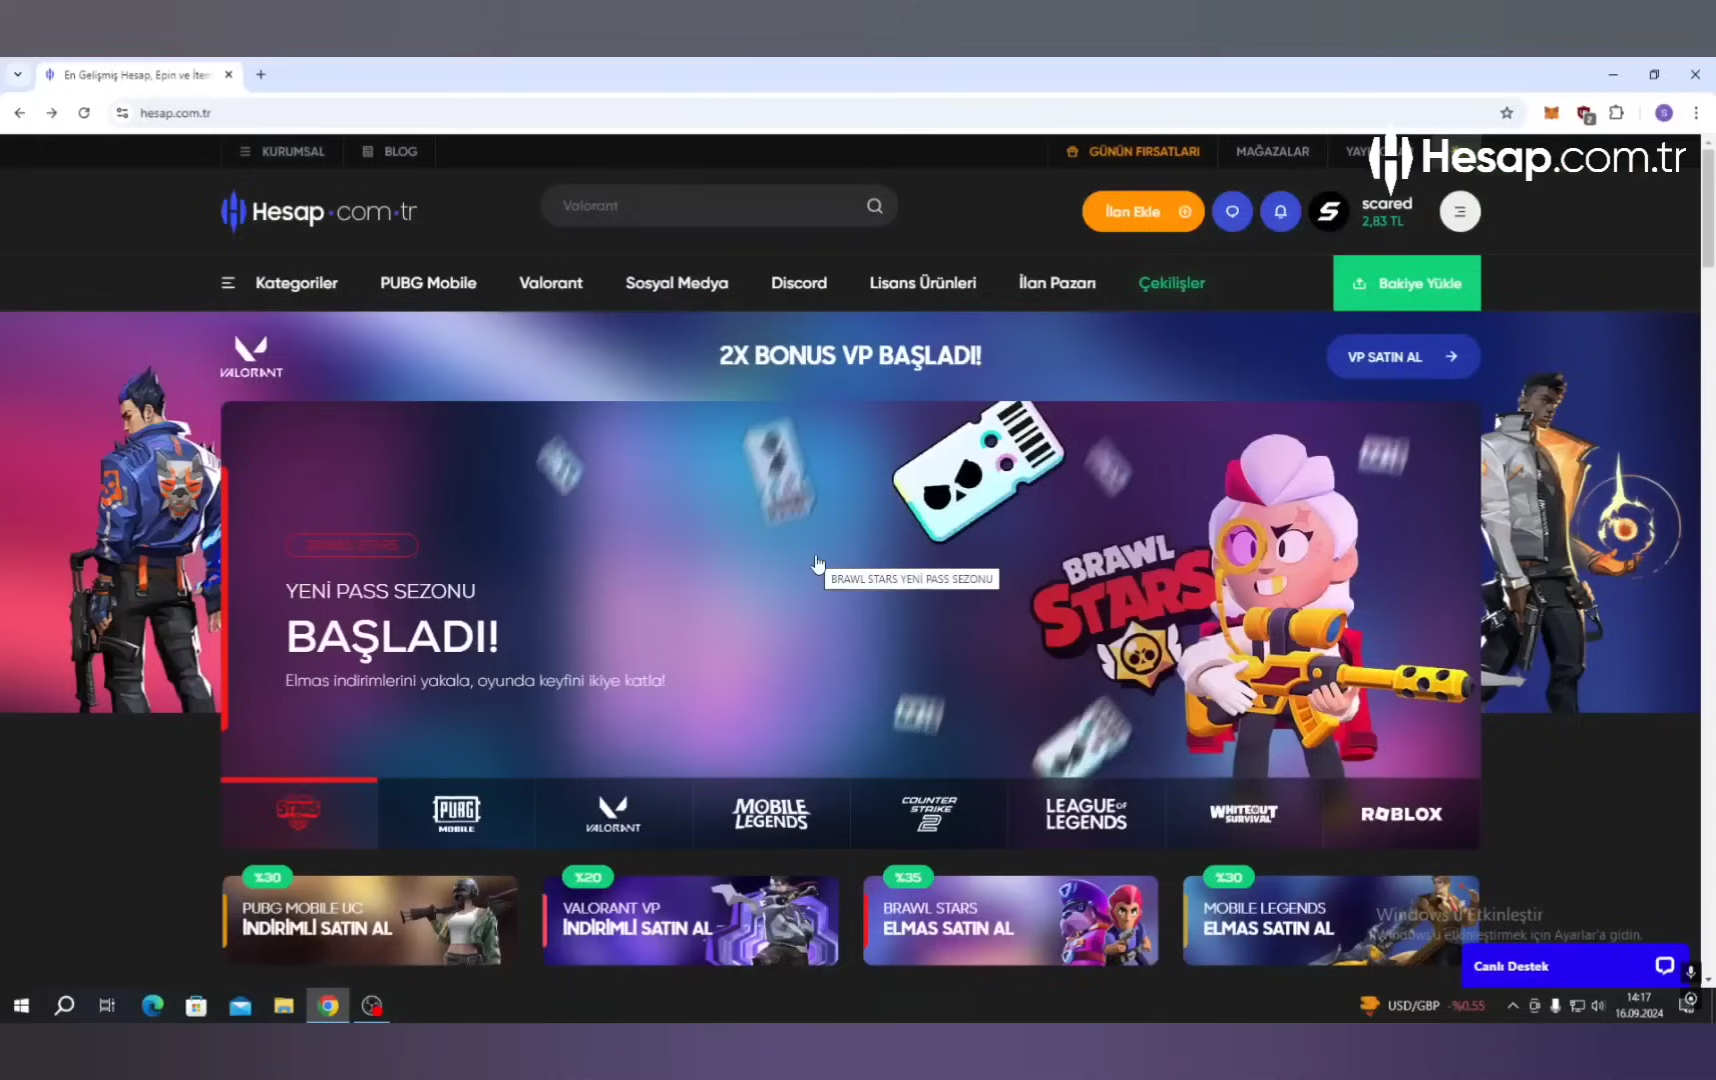 En Gelişmiş Hesap, Epin ve İtem
hesap.com.tr
2
S
KURUMSAL
BLOG
GÜNÜN FIRSATLARI
MAĞAZALAR
Hesap.com.tr
Hesap.com.tr
Valorant
İlan Ekle
scared
2,83 TL
Kategoriler
PUBG Mobile
Valorant
Sosyal Medya
Discord
Lisans Ürünleri
İlan Pazarı
Çekilişler
Bakiye Yükle
VALORANT
2X BONUS VP BAŞLADI!
VP SATIN AL
BRAWL STARS
YENİ PASS SEZONU
BAŞLADI!
Elmas indirimlerini yakala, oyunda keyfini ikiye katla!
BRAWL STARS YENİ PASS SEZONU
BRAWL
STARS
STARS
PUBG
MOBILE
VALORANT
MOBILE
LEGENDS
COUNTER
STRIKE
2
LEAGUE OF
LEGENDS
WHITEOUT
SURVIVAL
ROBLOX
%30
PUBG MOBILE UC
İNDİRİMLİ SATIN AL
%20
VALORANT VP
İNDİRİMLİ SATIN AL
%35
BRAWL STARS
ELMAS SATIN AL
%30
MOBILE LEGENDS
ELMAS SATIN AL
Windows'u Etkinleştir
Windows'u etkinleştirmek için Ayarlar'a gidin.
Canlı Destek
USD/GBP -%0.55
14:17
16.09.2024